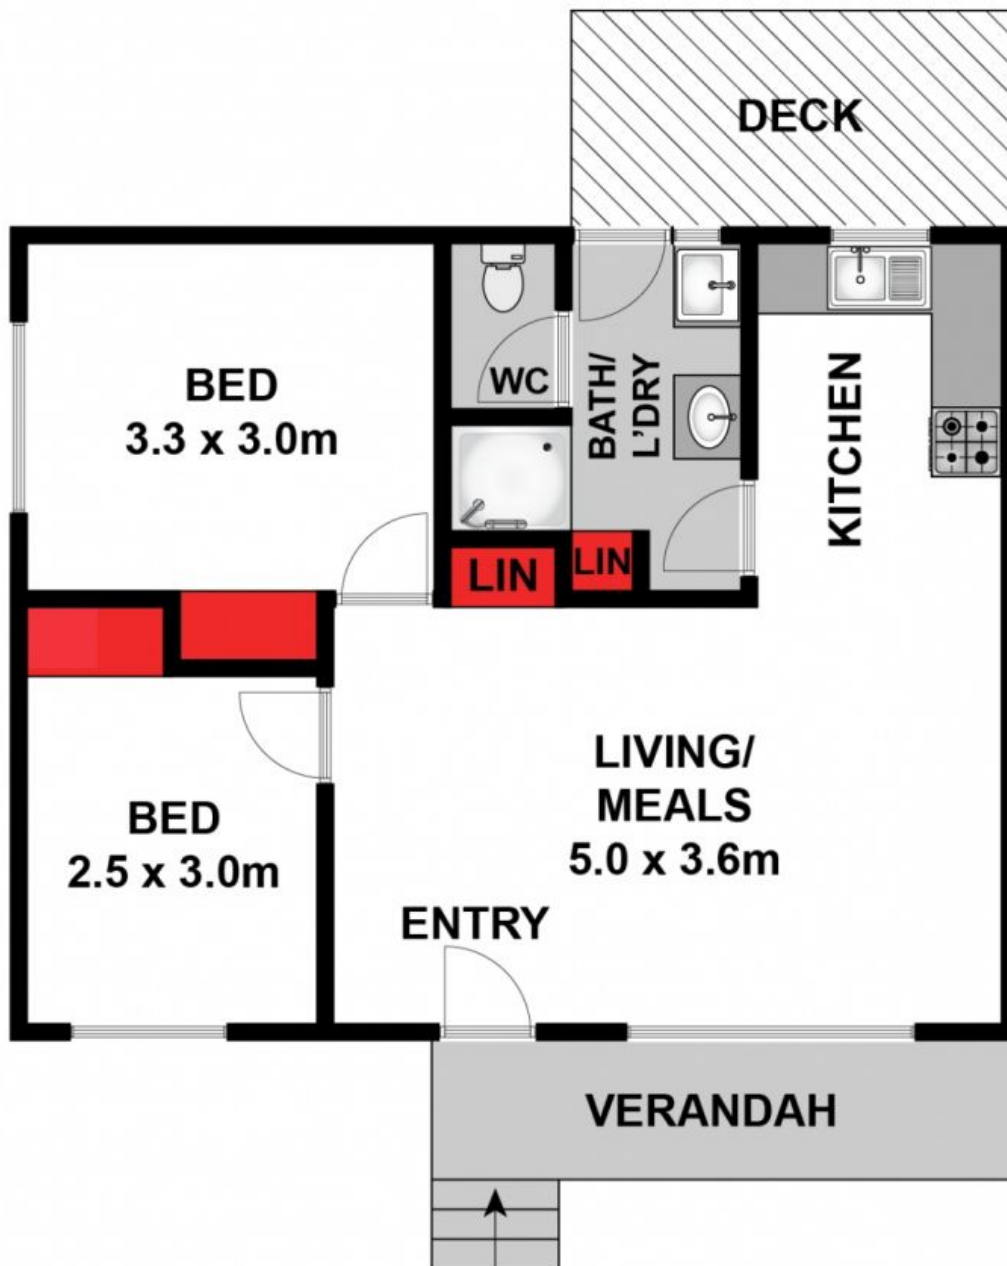 DECK
BED
3.3 x 3.0m
WC
BATH/
L'DRY
KITCHEN
LIN
LIN
LIVING/
MEALS
5.0 x 3.6m
BED
2.5 x 3.0m
ENTRY
VERANDAH